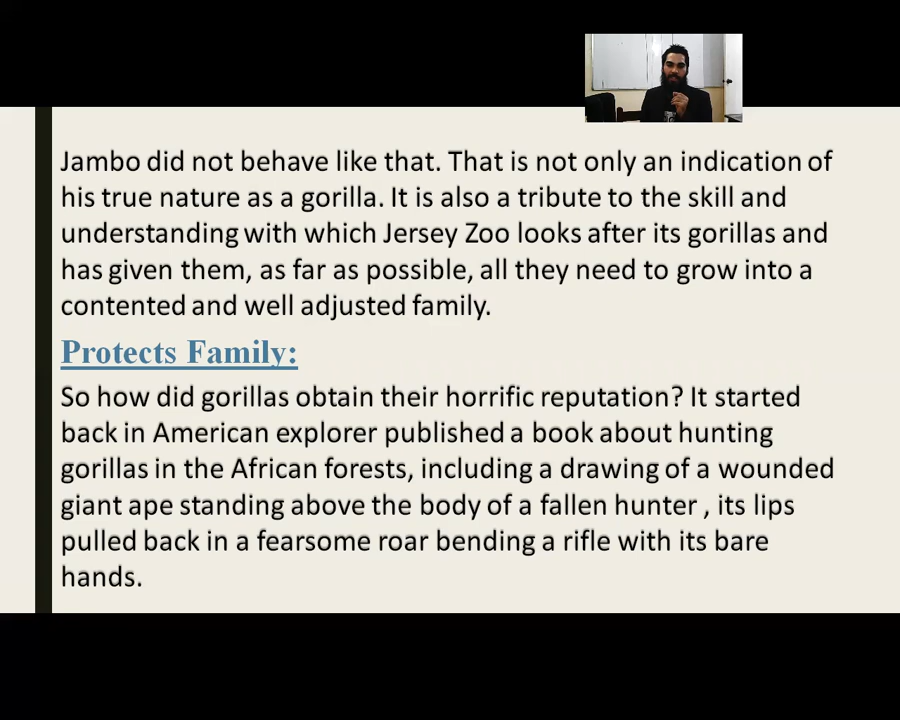 Jambo did not behave like that. That is not only an indication of
his true nature as a gorilla. It is also a tribute to the skill and
understanding with which Jersey Zoo looks after its gorillas and
has given them, as far as possible, all they need to grow into a
contented and well adjusted family.
Protects Family:
So how did gorillas obtain their horrific reputation? It started
back in American explorer published a book about hunting
gorillas in the African forests, including a drawing of a wounded
giant ape standing above the body of a fallen hunter , its lips
pulled back in a fearsome roar bending a rifle with its bare
hands.